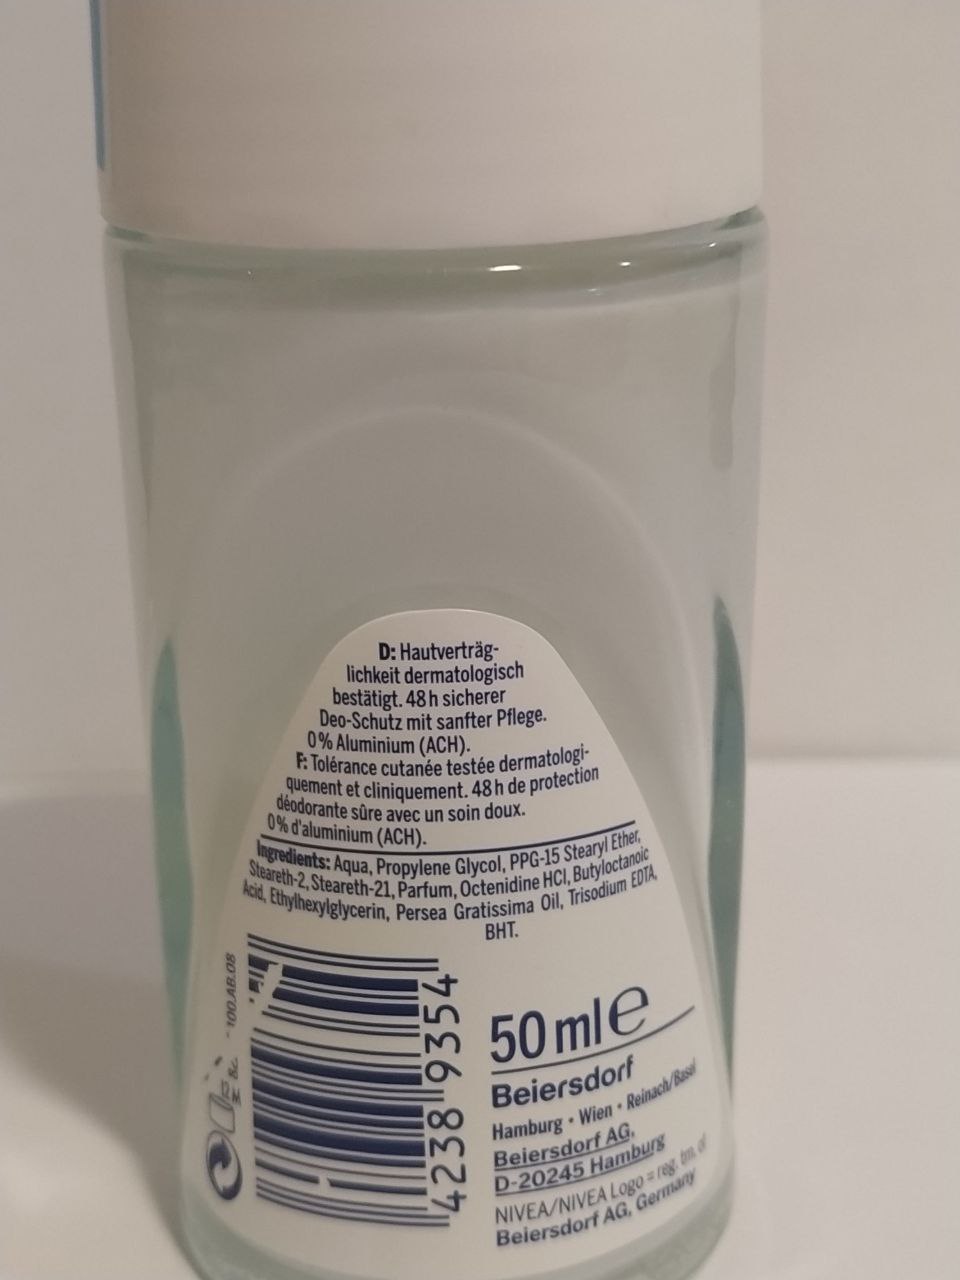 D: Hautverträg-
lichkeit dermatologisch
bestätigt. 48 h sicherer
Deo-Schutz mit sanfter Pflege.
0% Aluminium (ACH).
F: Tolérance cutanée testée dermatologi-
quement et cliniquement. 48 h de protection
déodorante sûre avec un soin doux.
0% d'aluminium (ACH).
Ingredients: Aqua, Propylene Glycol, PPG-15 Stearyl Ether,
Steareth-2, Steareth-21, Parfum, Octenidine HCl, Butyloctanoic
Acid, Ethylhexylglycerin, Persea Gratissima Oil, Trisodium EDTA,
BHT.
100.AB.08
12 M
4238 9354
50 ml e
Beiersdorf
Hamburg • Wien • Reinach/Basel
Beiersdorf AG,
D-20245 Hamburg
NIVEA/NIVEA Logo = reg. tm. of
Beiersdorf AG, Germany